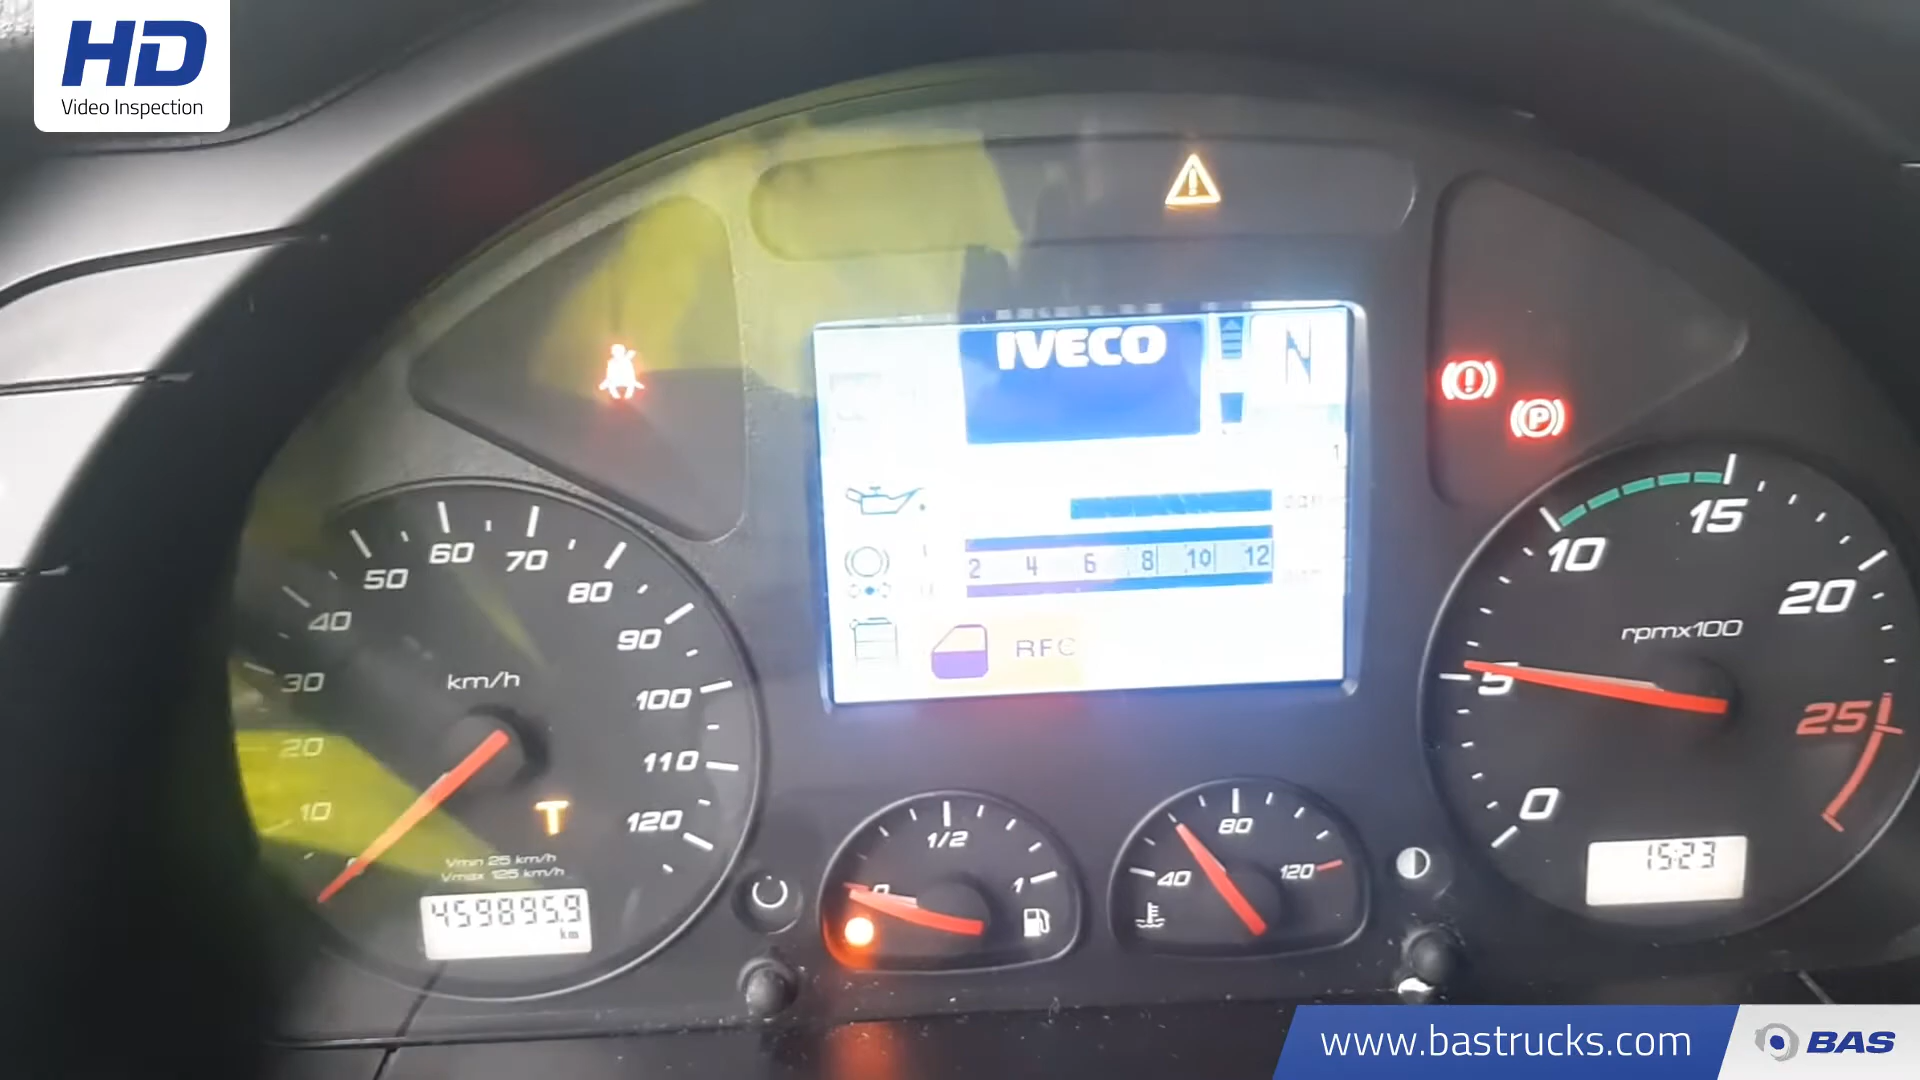 HD
Video Inspection
IVECO
N
1
2 4 6 8 10 12
RFC
10
20
30
40
50
60
70
80
90
100
110
120
km/h
T
Vmin 25 km/h
Vmax 125 km/h
459895.9
km
0
1/2
1
40
80
120
P
0
5
10
15
20
25
rpmx100
15:23
www.bastrucks.com
BAS